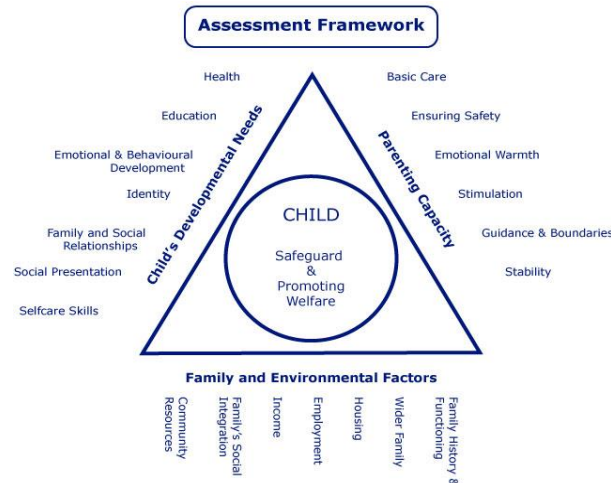 Assessment Framework
Health
Education
Emotional & Behavioural
Development
Identity
Family and Social
Relationships
Social Presentation
Selfcare Skills
Child's Developmental Needs
Basic Care
Ensuring Safety
Emotional Warmth
Stimulation
Guidance & Boundaries
Stability
Parenting Capacity
CHILD
Safeguard
&
Promoting
Welfare
Family and Environmental Factors
Community
Resources
Family's Social
Integration
Income
Employment
Housing
Wider Family
Family History &
Functioning